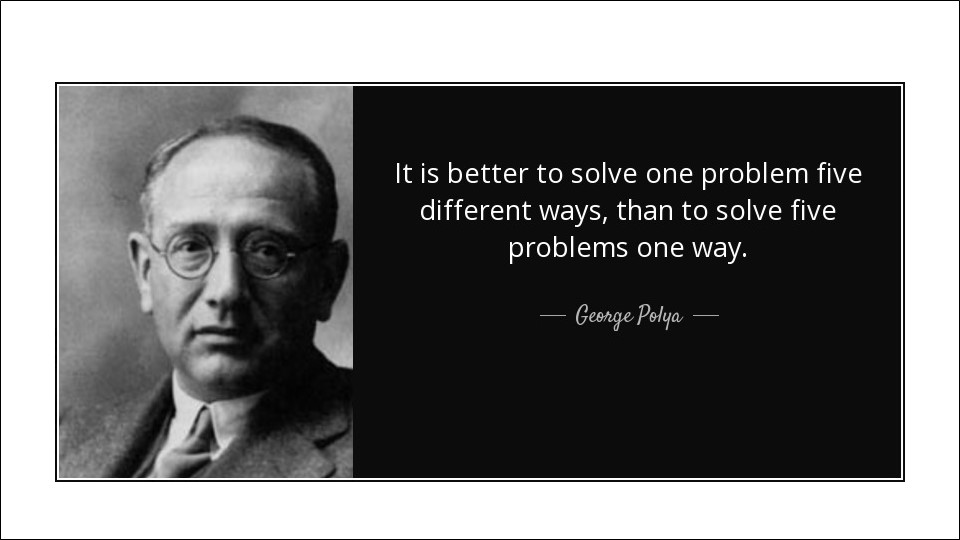 It is better to solve one problem five
different ways, than to solve five
problems one way.
George Polya